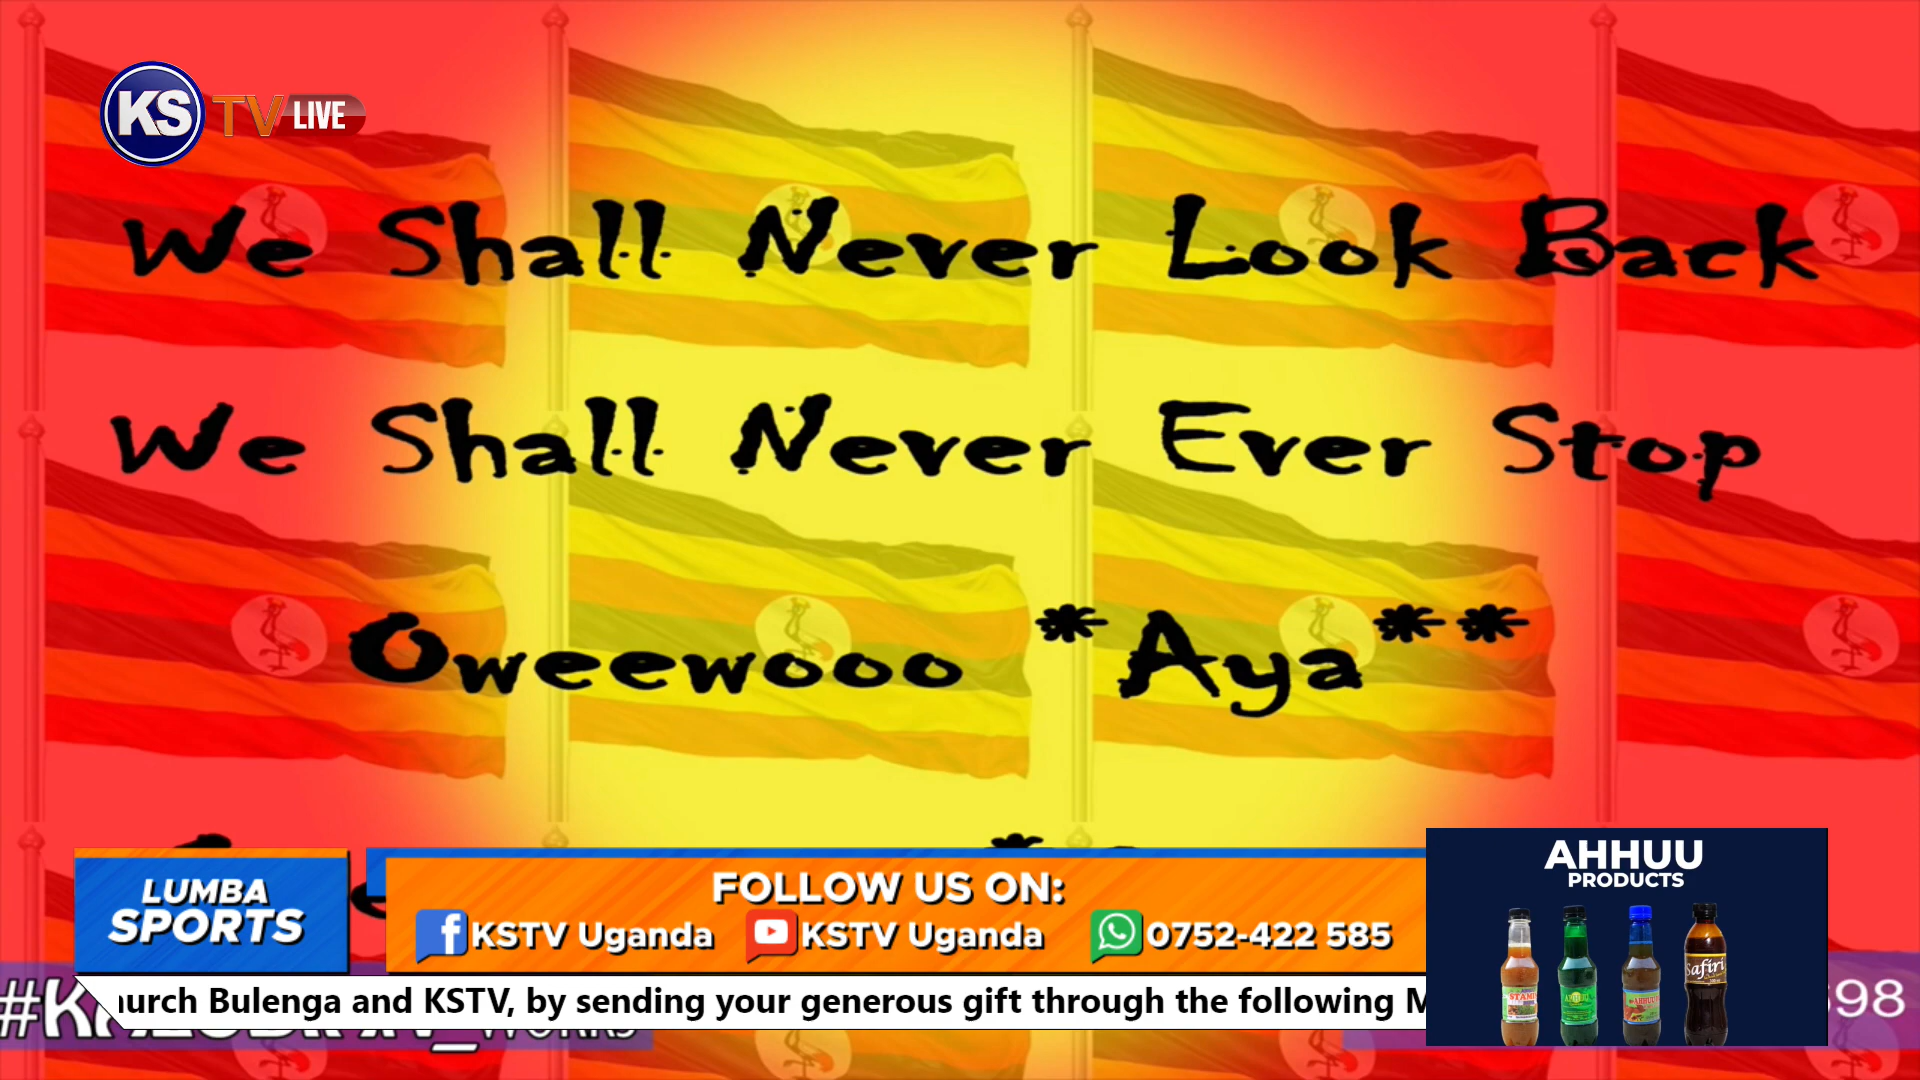 KS TV LIVE
We Shall Never Look Back
We Shall Never Ever Stop
Oweewooo *Aya**
LUMBA
SPORTS
FOLLOW US ON:
KSTV Uganda KSTV Uganda 0752-422 585
AHHUU
PRODUCTS
Safiri
Bulenga and KSTV, by sending your generous gift through the following
698